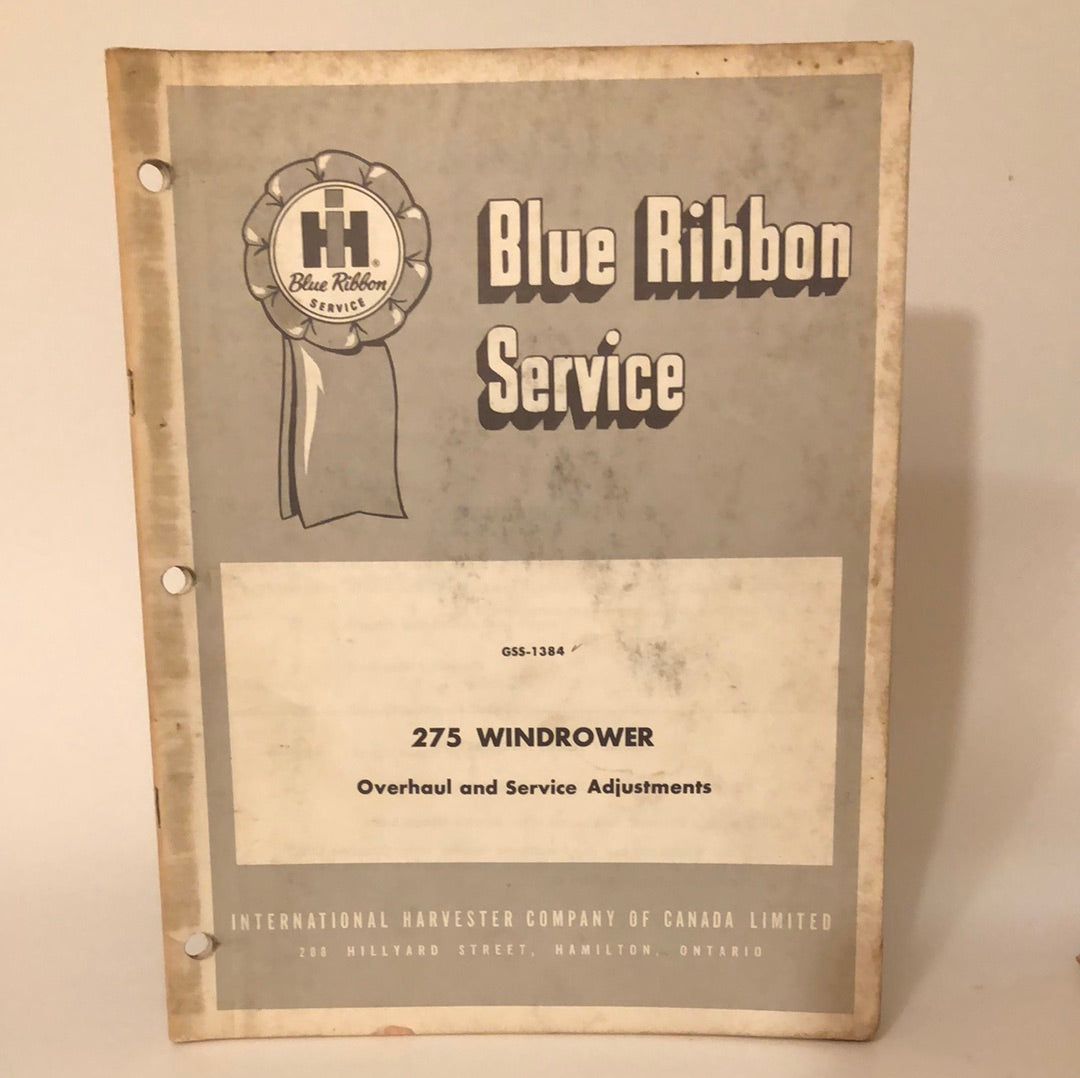 IH
®
Blue Ribbon
SERVICE
Blue Ribbon
Service
GSS-1384
275 WINDROWER
Overhaul and Service Adjustments
INTERNATIONAL HARVESTER COMPANY OF CANADA LIMITED
208 HILLYARD STREET, HAMILTON, ONTARIO